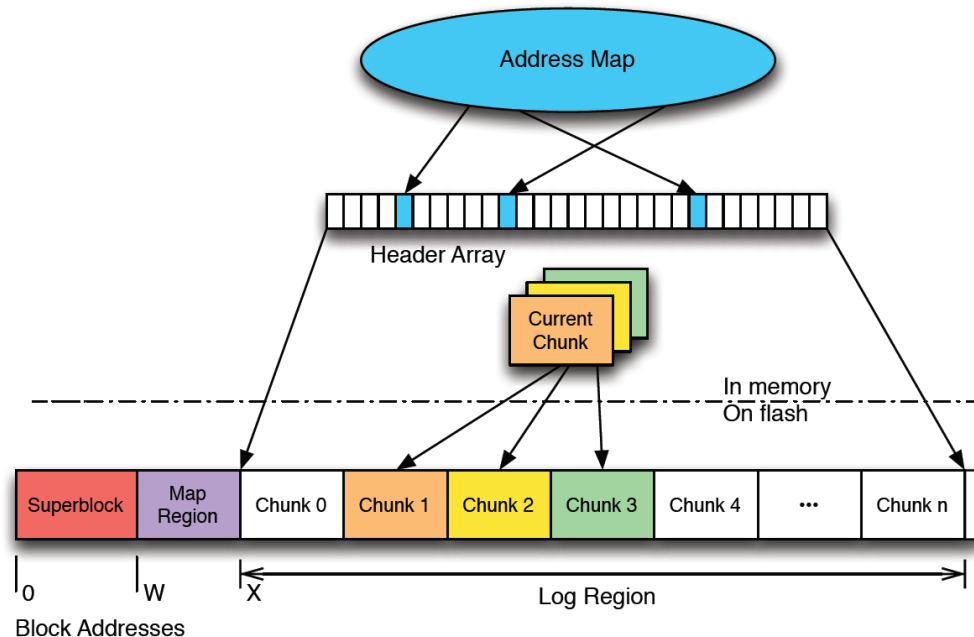 Address Map
Header Array
Current
Chunk
In memory
On flash
Superblock
Map
Region
Chunk 0
Chunk 1
Chunk 2
Chunk 3
Chunk 4
...
Chunk n
0
W
X
Log Region
Block Addresses